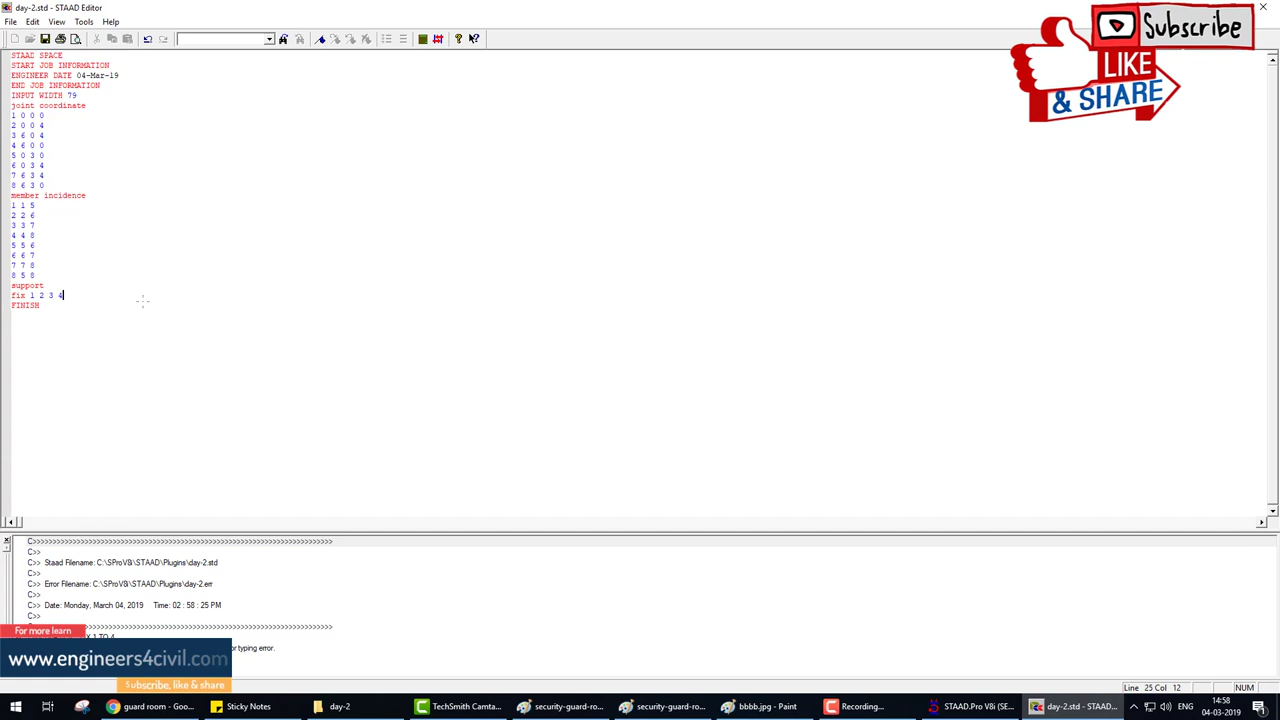 day-2.std - STAAD Editor
File Edit View Tools Help
STAAD SPACE
START JOB INFORMATION
ENGINEER DATE 04-Mar-19
END JOB INFORMATION
INPUT WIDTH 79
joint coordinate
1 0 0 0
2 0 0 4
3 6 0 4
4 6 0 0
5 0 3 0
6 0 3 4
7 6 3 4
8 6 3 0
member incidence
1 1 5
2 2 6
3 3 7
4 4 8
5 5 6
6 6 7
7 7 8
8 5 8
support
fix 1 2 3 4
FINISH
Subscribe
LIKE
& SHARE
C>>>>>>>>>>>>>>>>>>>>>>>>>>>>>>>>>>>>>>>>>>>>>>>>>>>>>>>>>>>>>>>>>>>>>>>>
C>>
C>> Staad Filename: C:\SProV8i\STAAD\Plugins\day-2.std
C>>
C>> Error Filename: C:\SProV8i\STAAD\Plugins\day-2.err
C>>
C>> Date: Monday, March 04, 2019 Time: 02 : 58 : 25 PM
C>>
For more learn
www.engineers4civil.com
or typing error.
Subscribe, like & share
Line 25 Col 12 NUM
guard room - Goo... Sticky Notes day-2 TechSmith Camta... security-guard-ro... security-guard-ro... bbbb.jpg - Paint Recording... STAAD.Pro V8i (SE... day-2.std - STAAD... ENG 14:58
04-03-2019